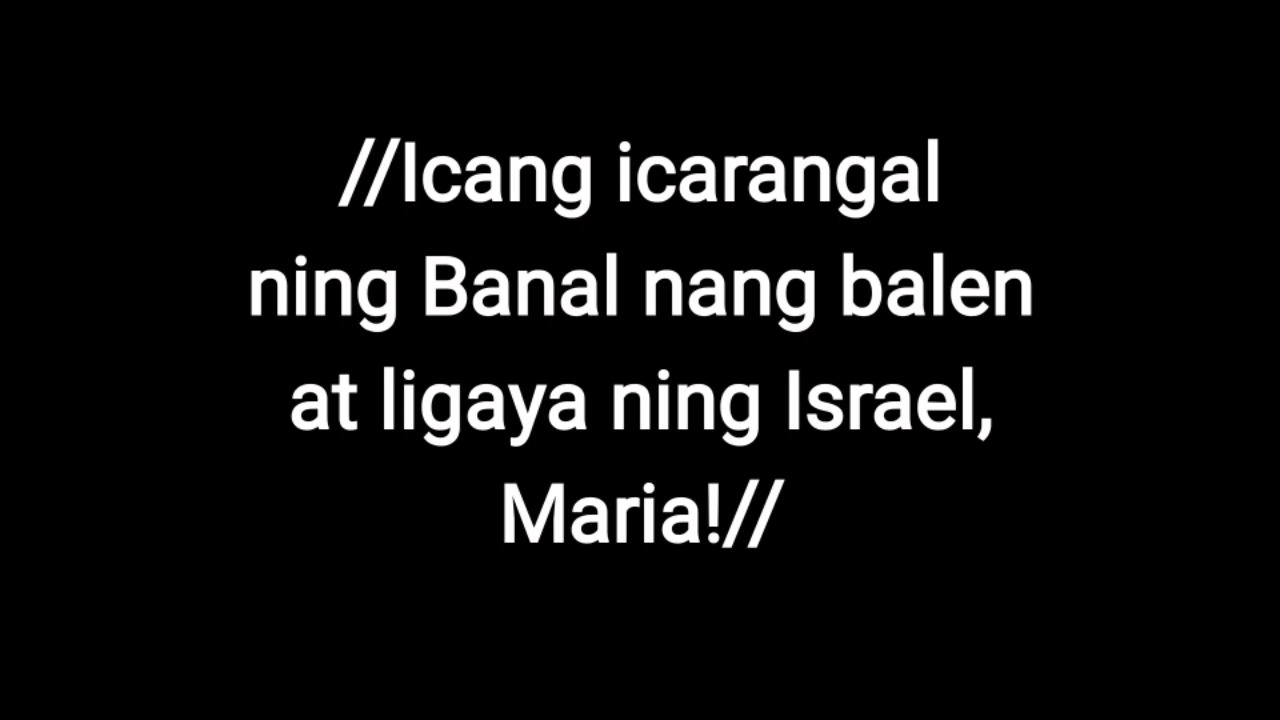 //Icang icarangal
ning Banal nang balen
at ligaya ning Israel,
Maria!//